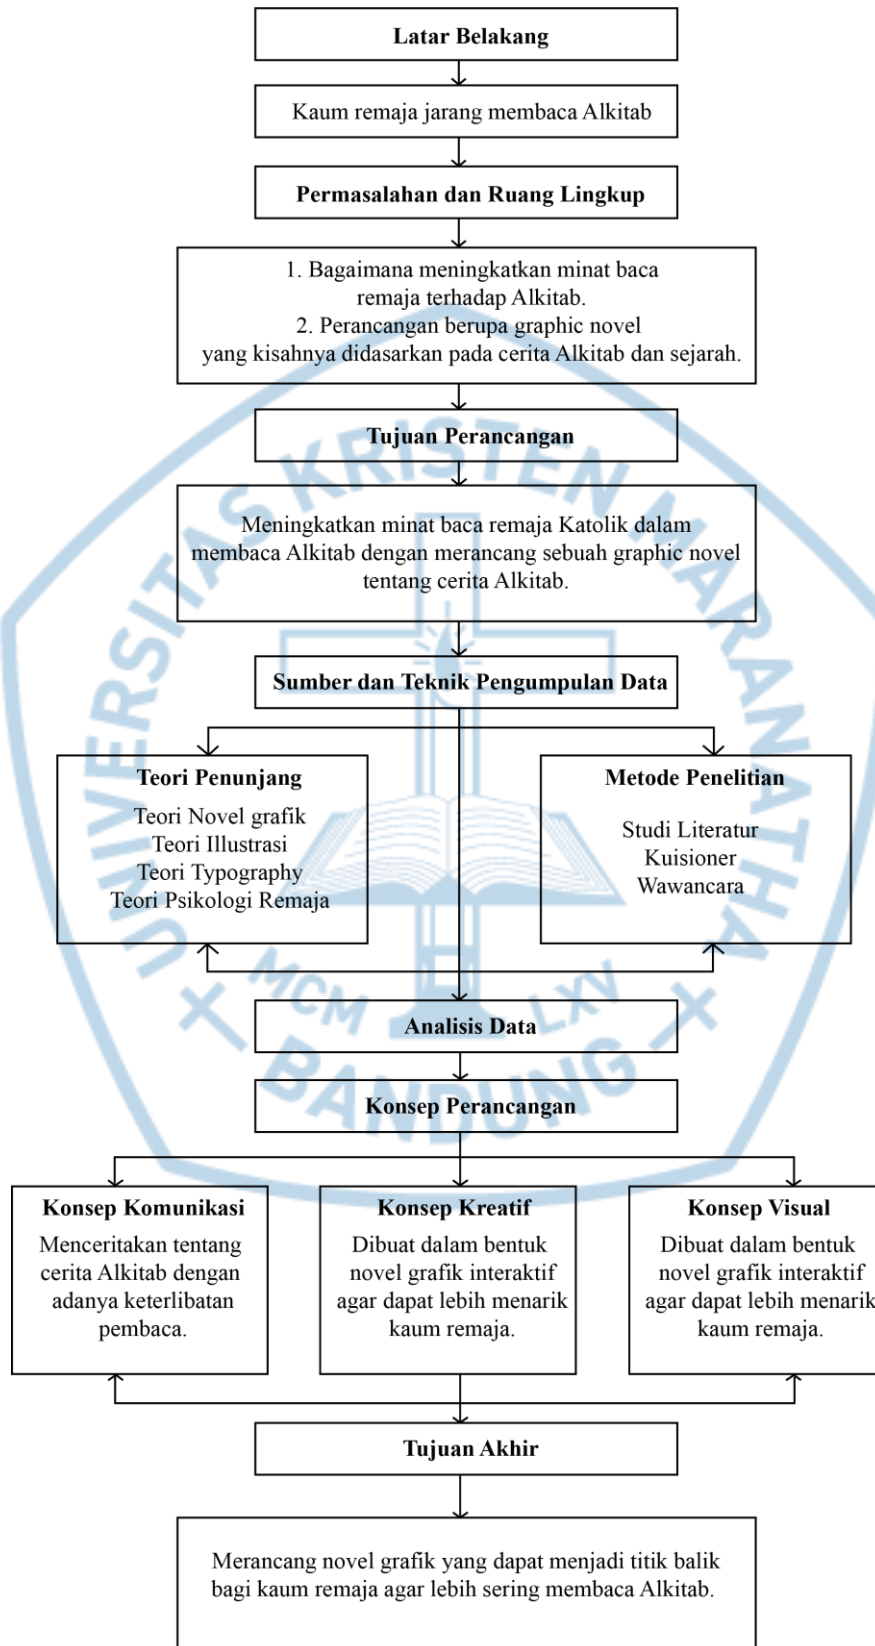 Latar Belakang
Kaum remaja jarang membaca Alkitab
Permasalahan dan Ruang Lingkup
1. Bagaimana meningkatkan minat baca
remaja terhadap Alkitab.
2. Perancangan berupa graphic novel
yang kisahnya didasarkan pada cerita Alkitab dan sejarah.
Tujuan Perancangan
Meningkatkan minat baca remaja Katolik dalam
membaca Alkitab dengan merancang sebuah graphic novel
tentang cerita Alkitab.
Sumber dan Teknik Pengumpulan Data
Teori Penunjang
Teori Novel grafik
Teori Illustrasi
Teori Typography
Teori Psikologi Remaja
Metode Penelitian
Studi Literatur
Kuisioner
Wawancara
Analisis Data
Konsep Perancangan
Konsep Komunikasi
Menceritakan tentang
cerita Alkitab dengan
adanya keterlibatan
pembaca.
Konsep Kreatif
Dibuat dalam bentuk
novel grafik interaktif
agar dapat lebih menarik
kaum remaja.
Konsep Visual
Dibuat dalam bentuk
novel grafik interaktif
agar dapat lebih menarik
kaum remaja.
Tujuan Akhir
Merancang novel grafik yang dapat menjadi titik balik
bagi kaum remaja agar lebih sering membaca Alkitab.
UNIVERSITAS KRISTEN MARANATHA
MCM LXV
BANDUNG